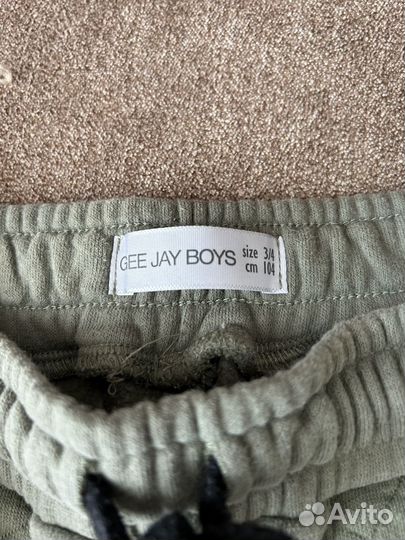 GEE JAY BOYS
size 3/4
cm 104
Avito